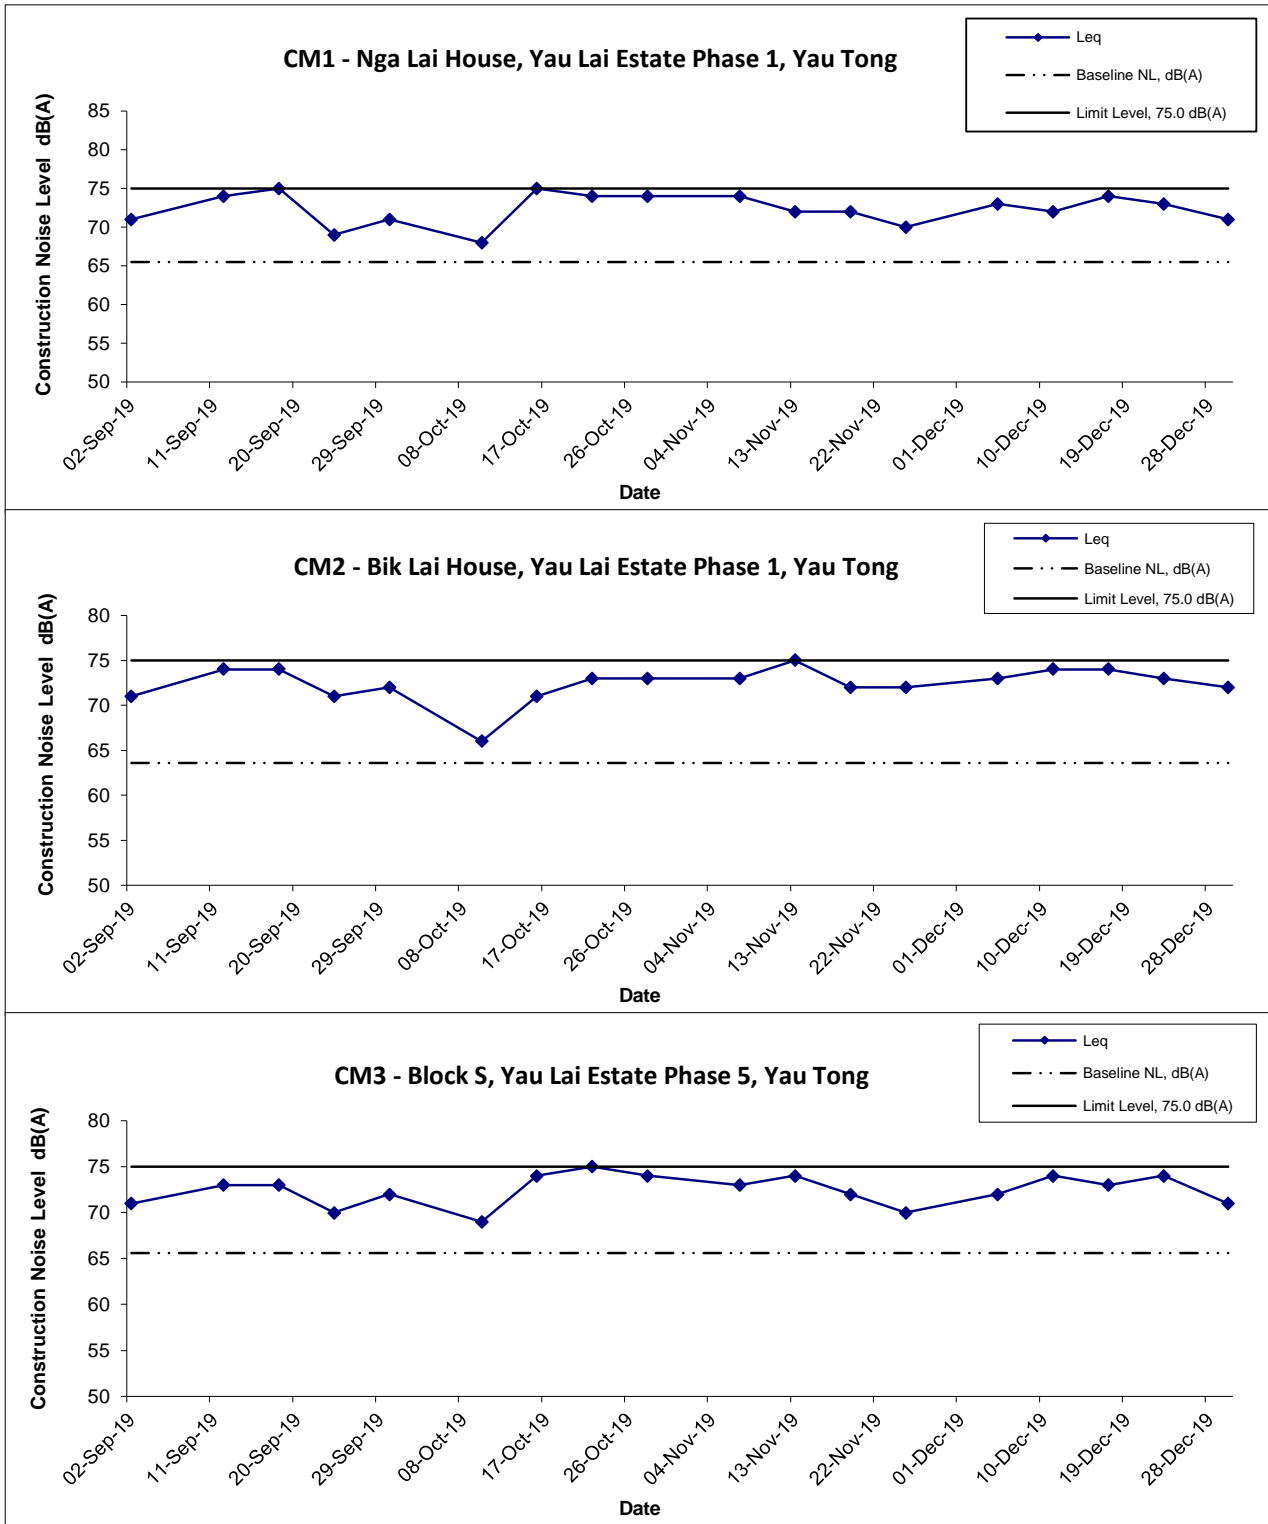 CM1 - Nga Lai House, Yau Lai Estate Phase 1, Yau Tong
Leq
Baseline NL, dB(A)
Limit Level, 75.0 dB(A)
Construction Noise Level dB(A)
85
80
75
70
65
60
55
50
02-Sep-19
11-Sep-19
20-Sep-19
29-Sep-19
08-Oct-19
17-Oct-19
26-Oct-19
04-Nov-19
13-Nov-19
22-Nov-19
01-Dec-19
10-Dec-19
19-Dec-19
28-Dec-19
Date
CM2 - Bik Lai House, Yau Lai Estate Phase 1, Yau Tong
Leq
Baseline NL, dB(A)
Limit Level, 75.0 dB(A)
Construction Noise Level dB(A)
80
75
70
65
60
55
50
02-Sep-19
11-Sep-19
20-Sep-19
29-Sep-19
08-Oct-19
17-Oct-19
26-Oct-19
04-Nov-19
13-Nov-19
22-Nov-19
01-Dec-19
10-Dec-19
19-Dec-19
28-Dec-19
Date
CM3 - Block S, Yau Lai Estate Phase 5, Yau Tong
Leq
Baseline NL, dB(A)
Limit Level, 75.0 dB(A)
Construction Noise Level dB(A)
80
75
70
65
60
55
50
02-Sep-19
11-Sep-19
20-Sep-19
29-Sep-19
08-Oct-19
17-Oct-19
26-Oct-19
04-Nov-19
13-Nov-19
22-Nov-19
01-Dec-19
10-Dec-19
19-Dec-19
28-Dec-19
Date